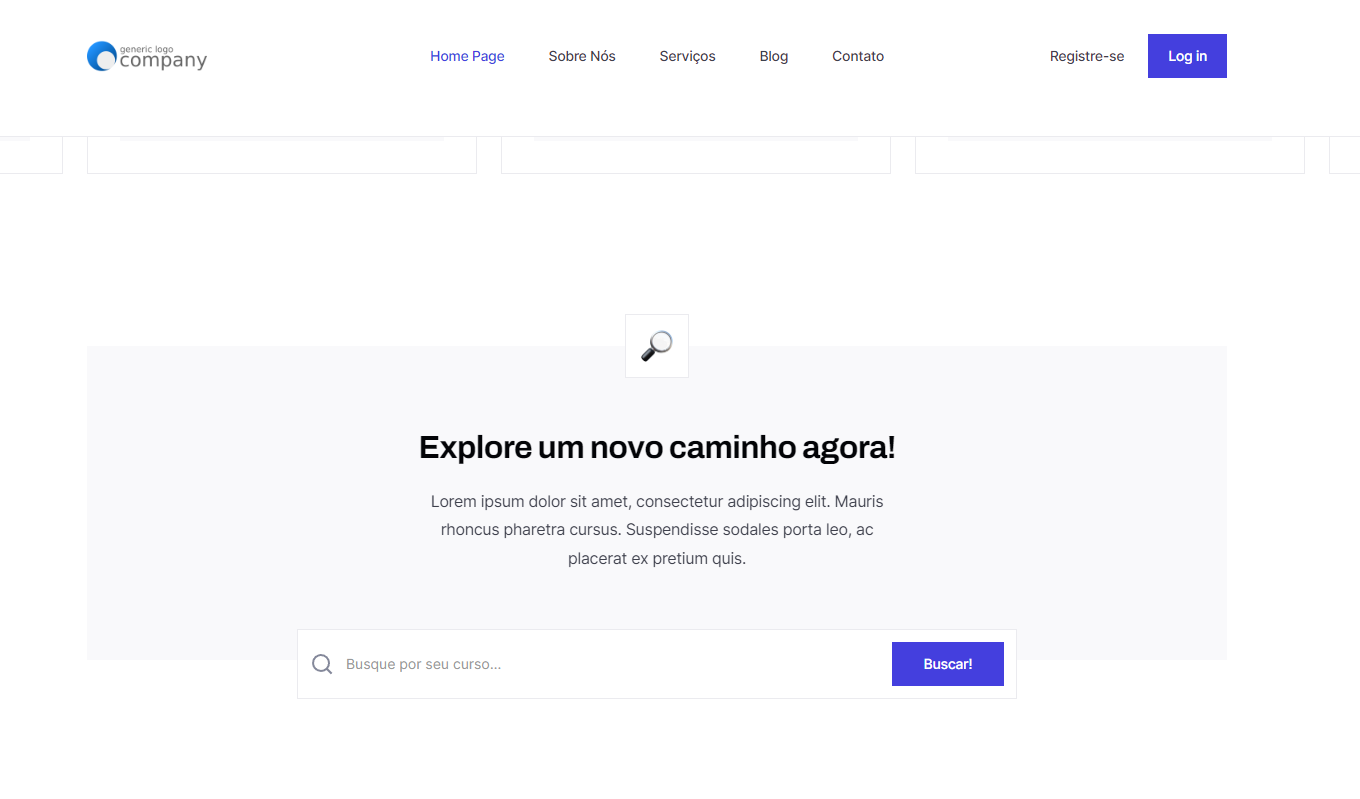 generic logo
company
Home Page
Sobre Nós
Serviços
Blog
Contato
Registre-se
Log in
Explore um novo caminho agora!
Lorem ipsum dolor sit amet, consectetur adipiscing elit. Mauris
rhoncus pharetra cursus. Suspendisse sodales porta leo, ac
placerat ex pretium quis.
Busque por seu curso...
Buscar!